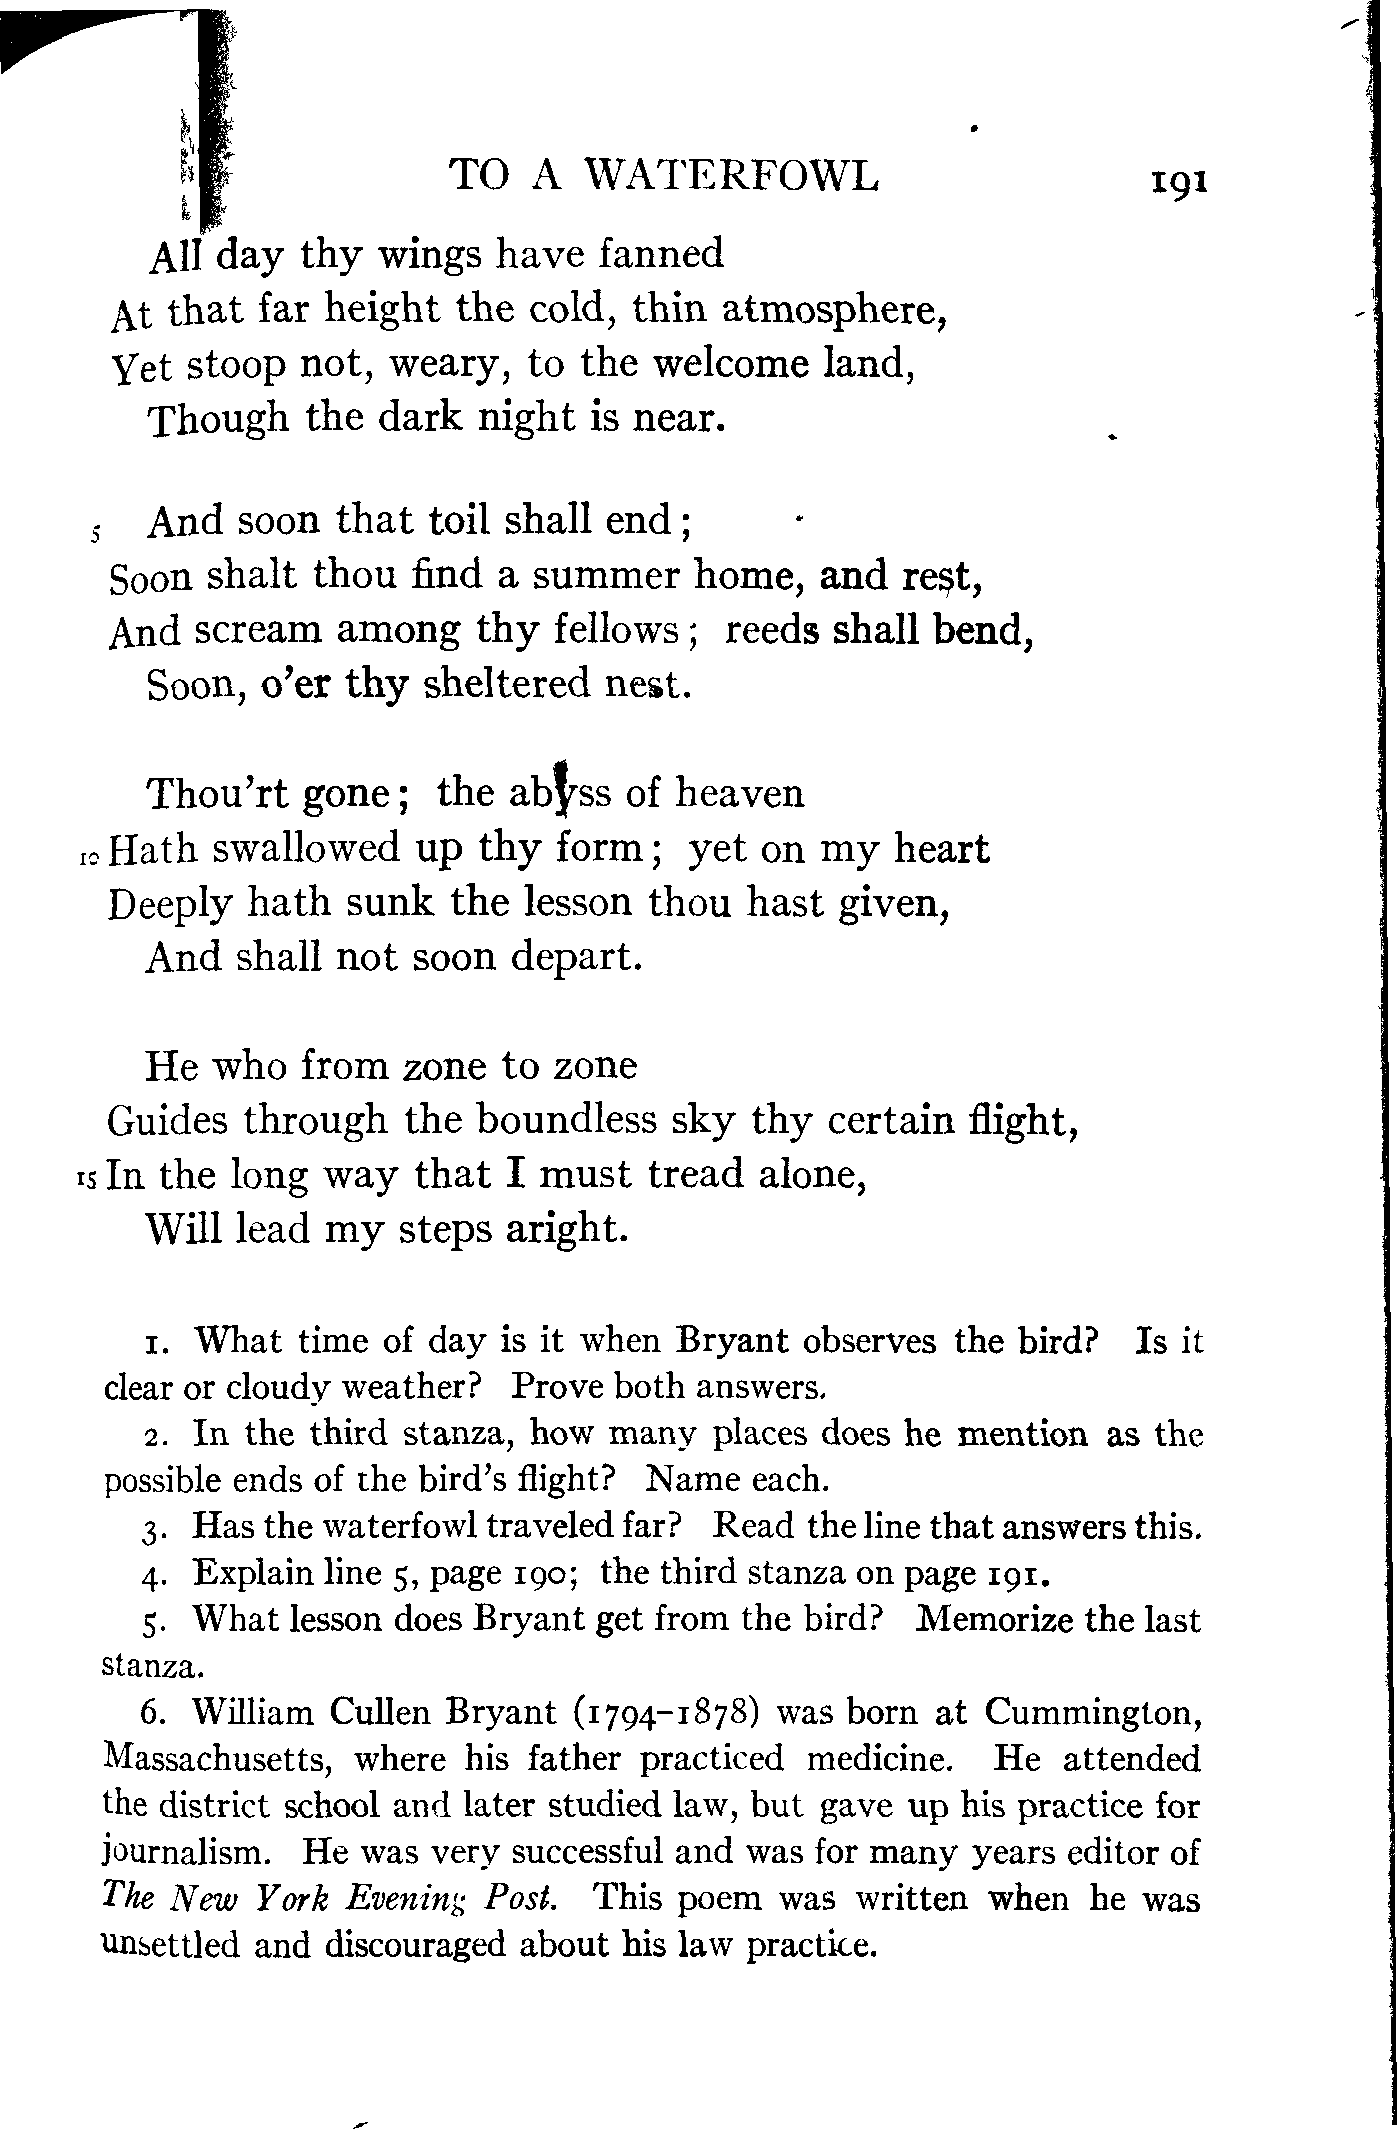 TO A WATERFOWL 191
All day thy wings have fanned
At that far height the cold, thin atmosphere,
Yet stoop not, weary, to the welcome land,
Though the dark night is near.
5 And soon that toil shall end;
Soon shalt thou find a summer home, and rest,
And scream among thy fellows; reeds shall bend,
Soon, o'er thy sheltered nest.
Thou'rt gone; the abyss of heaven
10 Hath swallowed up thy form; yet on my heart
Deeply hath sunk the lesson thou hast given,
And shall not soon depart.
He who from zone to zone
Guides through the boundless sky thy certain flight,
15 In the long way that I must tread alone,
Will lead my steps aright.
1. What time of day is it when Bryant observes the bird? Is it
clear or cloudy weather? Prove both answers.
2. In the third stanza, how many places does he mention as the
possible ends of the bird's flight? Name each.
3. Has the waterfowl traveled far? Read the line that answers this.
4. Explain line 5, page 190; the third stanza on page 191.
5. What lesson does Bryant get from the bird? Memorize the last
stanza.
6. William Cullen Bryant (1794–1878) was born at Cummington,
Massachusetts, where his father practiced medicine. He attended
the district school and later studied law, but gave up his practice for
journalism. He was very successful and was for many years editor of
The New York Evening Post. This poem was written when he was
unsettled and discouraged about his law practice.